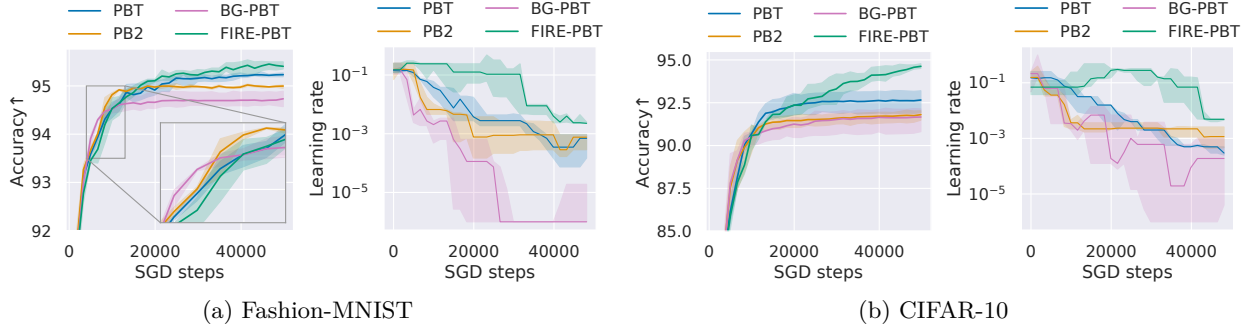 PBT BG-PBT
PB2 FIRE-PBT
Accuracy↑
95
94
93
92
0 20000 40000
SGD steps
PBT BG-PBT
PB2 FIRE-PBT
Learning rate
10⁻¹
10⁻³
10⁻⁵
0 20000 40000
SGD steps
(a) Fashion-MNIST
PBT BG-PBT
PB2 FIRE-PBT
Accuracy↑
95.0
92.5
90.0
87.5
85.0
0 20000 40000
SGD steps
PBT BG-PBT
PB2 FIRE-PBT
Learning rate
10⁻¹
10⁻³
10⁻⁵
0 20000 40000
SGD steps
(b) CIFAR-10